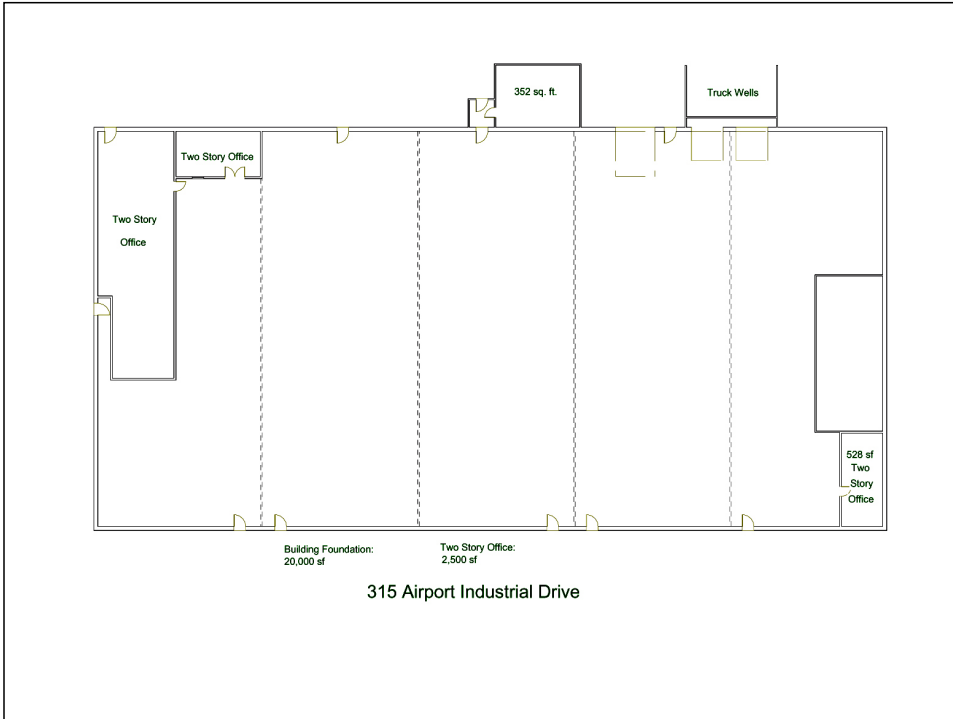 352 sq. ft.
Truck Wells
Two Story Office
Two Story
Office
528 sf
Two
Story
Office
Building Foundation:
20,000 sf
Two Story Office:
2,500 sf
315 Airport Industrial Drive